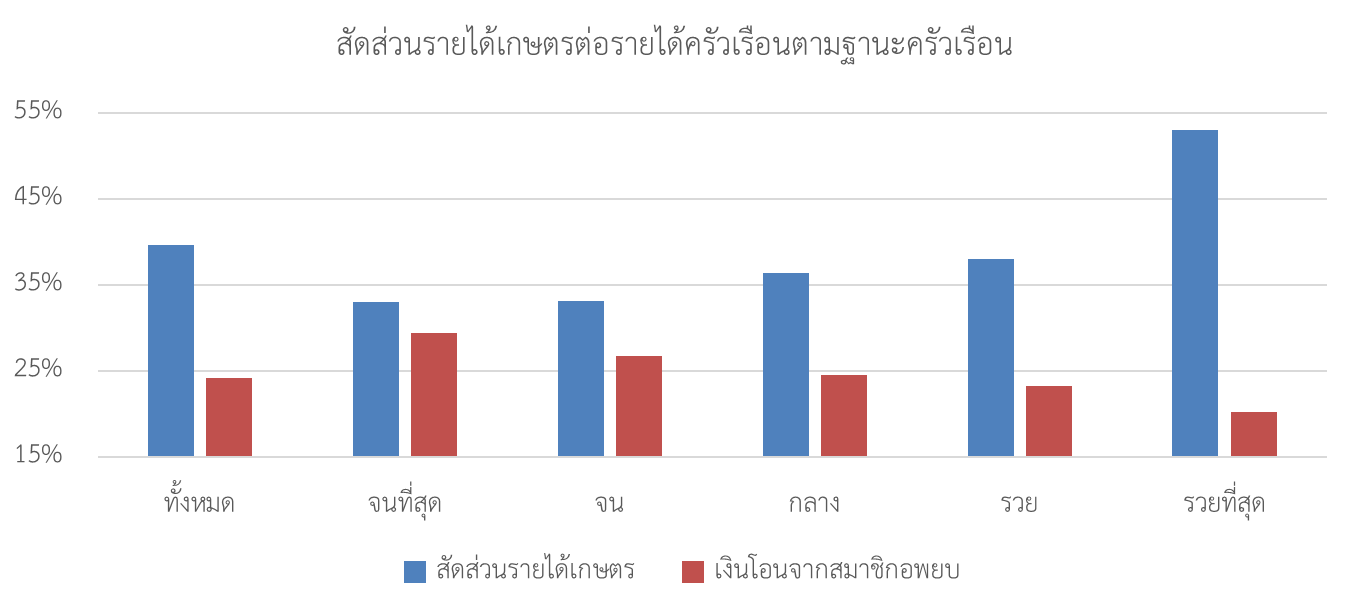 สัดส่วนรายได้เกษตรต่อรายได้ครัวเรือนตามฐานะครัวเรือน
55%
45%
35%
25%
15%
ทั้งหมด
จนที่สุด
จน
กลาง
รวย
รวยที่สุด
สัดส่วนรายได้เกษตร
เงินโอนจากสมาชิกอพยบ